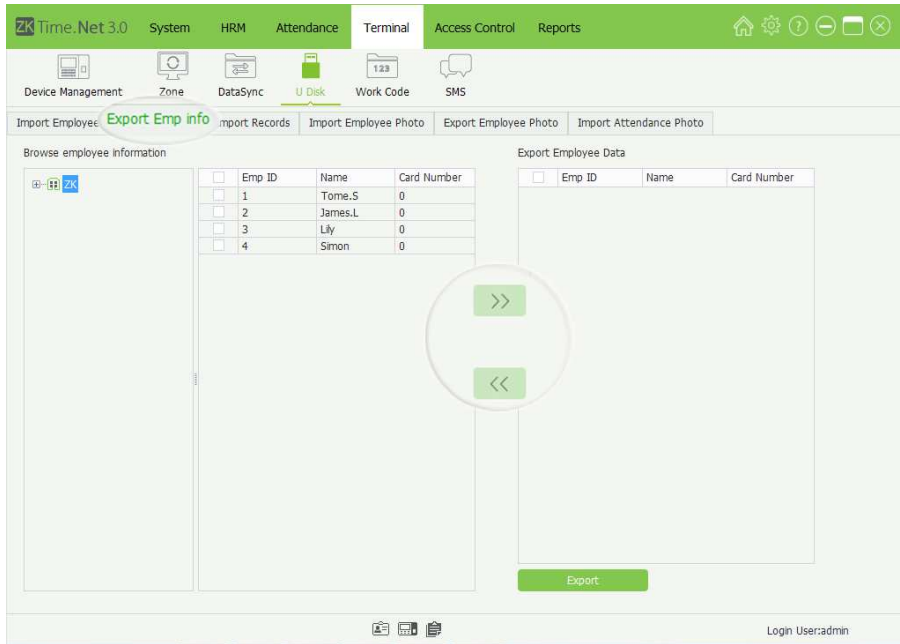 ZK Time.Net 3.0 System HRM Attendance Terminal Access Control Reports
Device Management Zone DataSync U Disk Work Code SMS
123
Import Employee Export Emp info Import Records Import Employee Photo Export Employee Photo Import Attendance Photo
Browse employee information
Export Employee Data
ZK
Emp ID Name Card Number
1 Tome.S 0
2 James.L 0
3 Lily 0
4 Simon 0
>>
<<
Emp ID Name Card Number
Export
Login User:admin